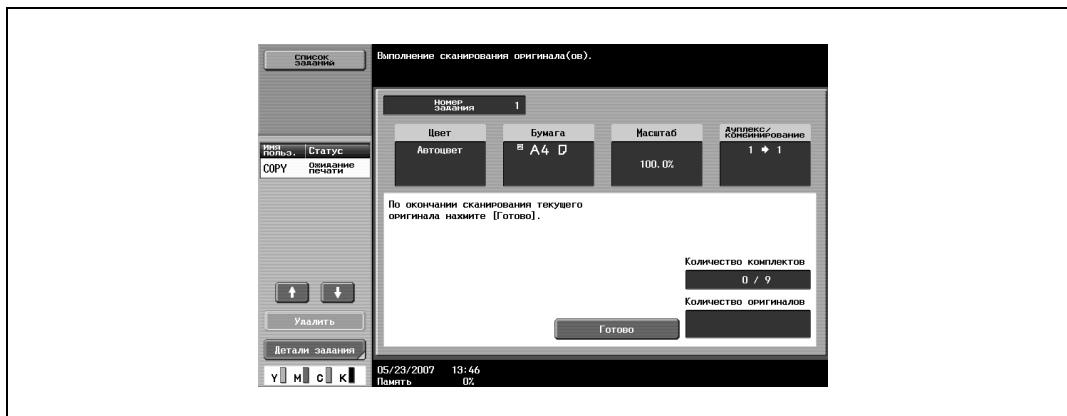 Список
заданий
Выполнение сканирования оригинала(ов).
Номер
задания
1
Цвет
Бумага
Масштаб
Дуплекс/
комбинирование
Автоцвет
A4
100.0%
1 → 1
Имя
польз.
Статус
COPY
Ожидание
печати
По окончании сканирования текущего
оригинала нажмите [Готово].
Количество комплектов
0 / 9
Количество оригиналов
Готово
Удалить
Детали задания
Y M C K
05/23/2007 13:46
Память 0%